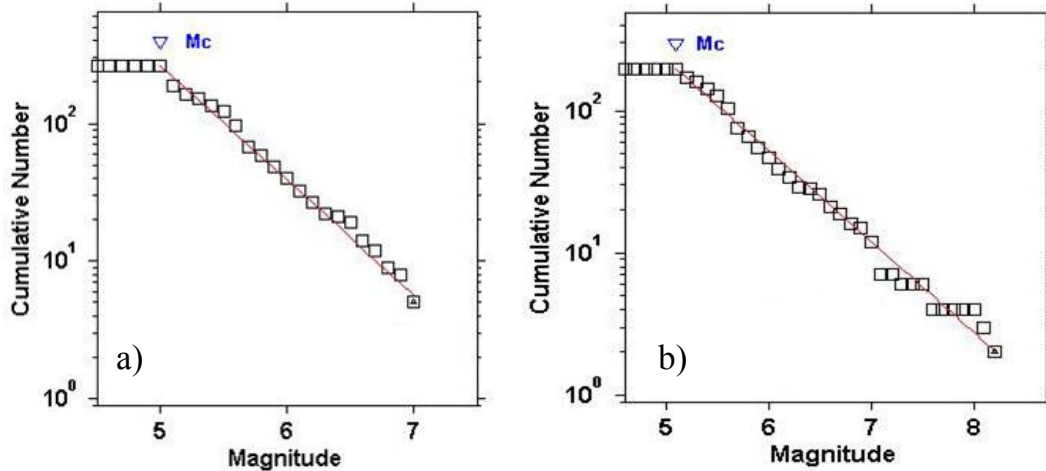 Cumulative Number
10²
10¹
10⁰
Mc
a)
5 6 7
Magnitude
Cumulative Number
10²
10¹
10⁰
Mc
b)
5 6 7 8
Magnitude